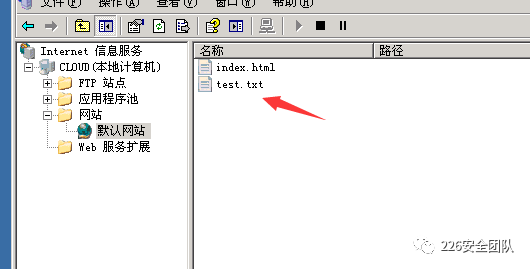 文件(F) 操作(A) 查看(V) 窗口(W) 帮助(H)
Internet 信息服务
CLOUD(本地计算机)
FTP 站点
应用程序池
网站
默认网站
Web 服务扩展
名称 路径
index.html
test.txt
226安全团队